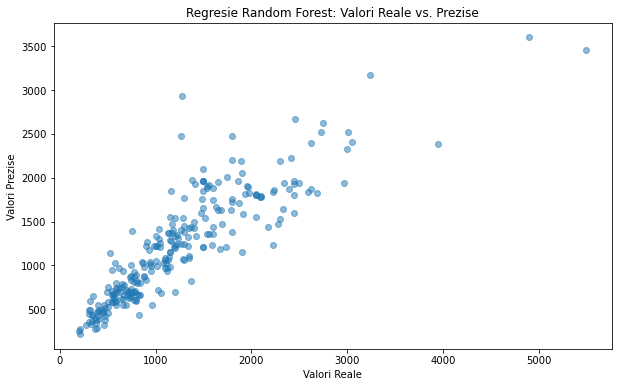 Regresie Random Forest: Valori Reale vs. Prezise
3500
3000
2500
2000
1500
1000
500
Valori Prezise
0 1000 2000 3000 4000 5000
Valori Reale